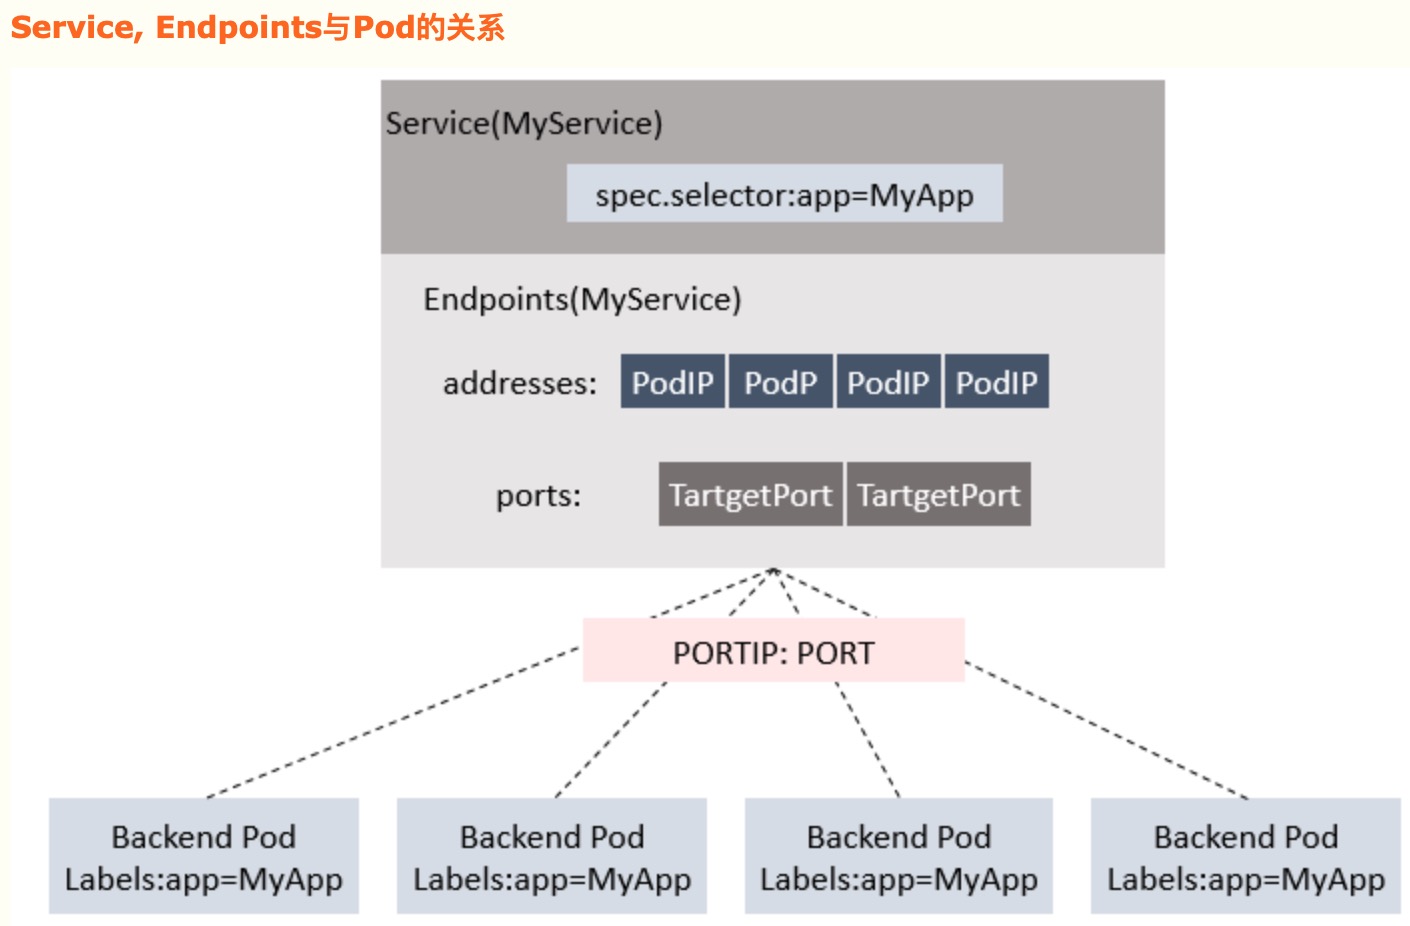 Service, Endpoints与Pod的关系
Service(MyService)
spec.selector:app=MyApp
Endpoints(MyService)
addresses: PodIP PodP PodIP PodIP
ports: TartgetPort TartgetPort
PORTIP: PORT
Backend Pod
Labels:app=MyApp
Backend Pod
Labels:app=MyApp
Backend Pod
Labels:app=MyApp
Backend Pod
Labels:app=MyApp